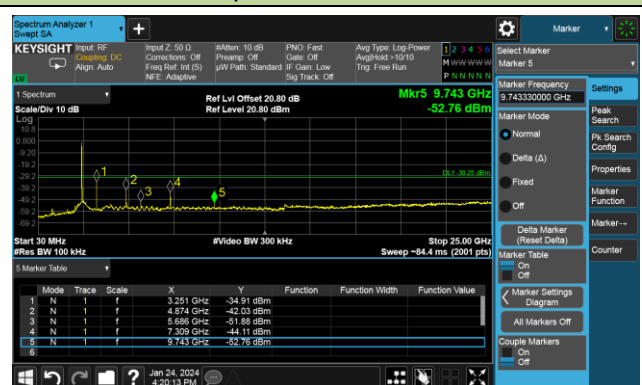 Spectrum Analyzer 1
Swept SA
+
KEYSIGHT
Input: RF
Coupling: DC
Align: Auto
Input Z: 50 Ω
Corrections: Off
Freq Ref: Int (S)
NFE: Adaptive
#Atten: 10 dB
Preamp: Off
µW Path: Standard
PNO: Fast
Gate: Off
IF Gain: Low
Sig Track: Off
Avg Type: Log-Power
Avg|Hold:>10/10
Trig: Free Run
1 2 3 4 5 6
M W W W W W
P N N N N N
1 Spectrum
Scale/Div 10 dB
Ref Lvl Offset 20.80 dB
Ref Level 20.80 dBm
Mkr5 9.743 GHz
-52.76 dBm
Log
10.8
0.800
-9.20
-19.2
-29.2
-39.2
-49.2
-59.2
-69.2
DL1 -30.25 dBm
1
2
3
4
5
Start 30 MHz
#Res BW 100 kHz
#Video BW 300 kHz
Stop 25.00 GHz
Sweep ~84.4 ms (2001 pts)
5 Marker Table
Mode Trace Scale X Y Function Function Width Function Value
1 N 1 f 3.251 GHz -34.91 dBm
2 N 1 f 4.874 GHz -42.03 dBm
3 N 1 f 5.686 GHz -51.88 dBm
4 N 1 f 7.309 GHz -44.11 dBm
5 N 1 f 9.743 GHz -52.76 dBm
6
?
Jan 24, 2024
4:20:13 PM
Marker
Select Marker
Marker 5
Marker Frequency
9.743330000 GHz
Marker Mode
Normal
Delta (Δ)
Fixed
Off
Delta Marker
(Reset Delta)
Marker Table
On
Off
Marker Settings
Diagram
All Markers Off
Couple Markers
On
Off
Settings
Peak
Search
Pk Search
Config
Properties
Marker
Function
Marker→
Counter